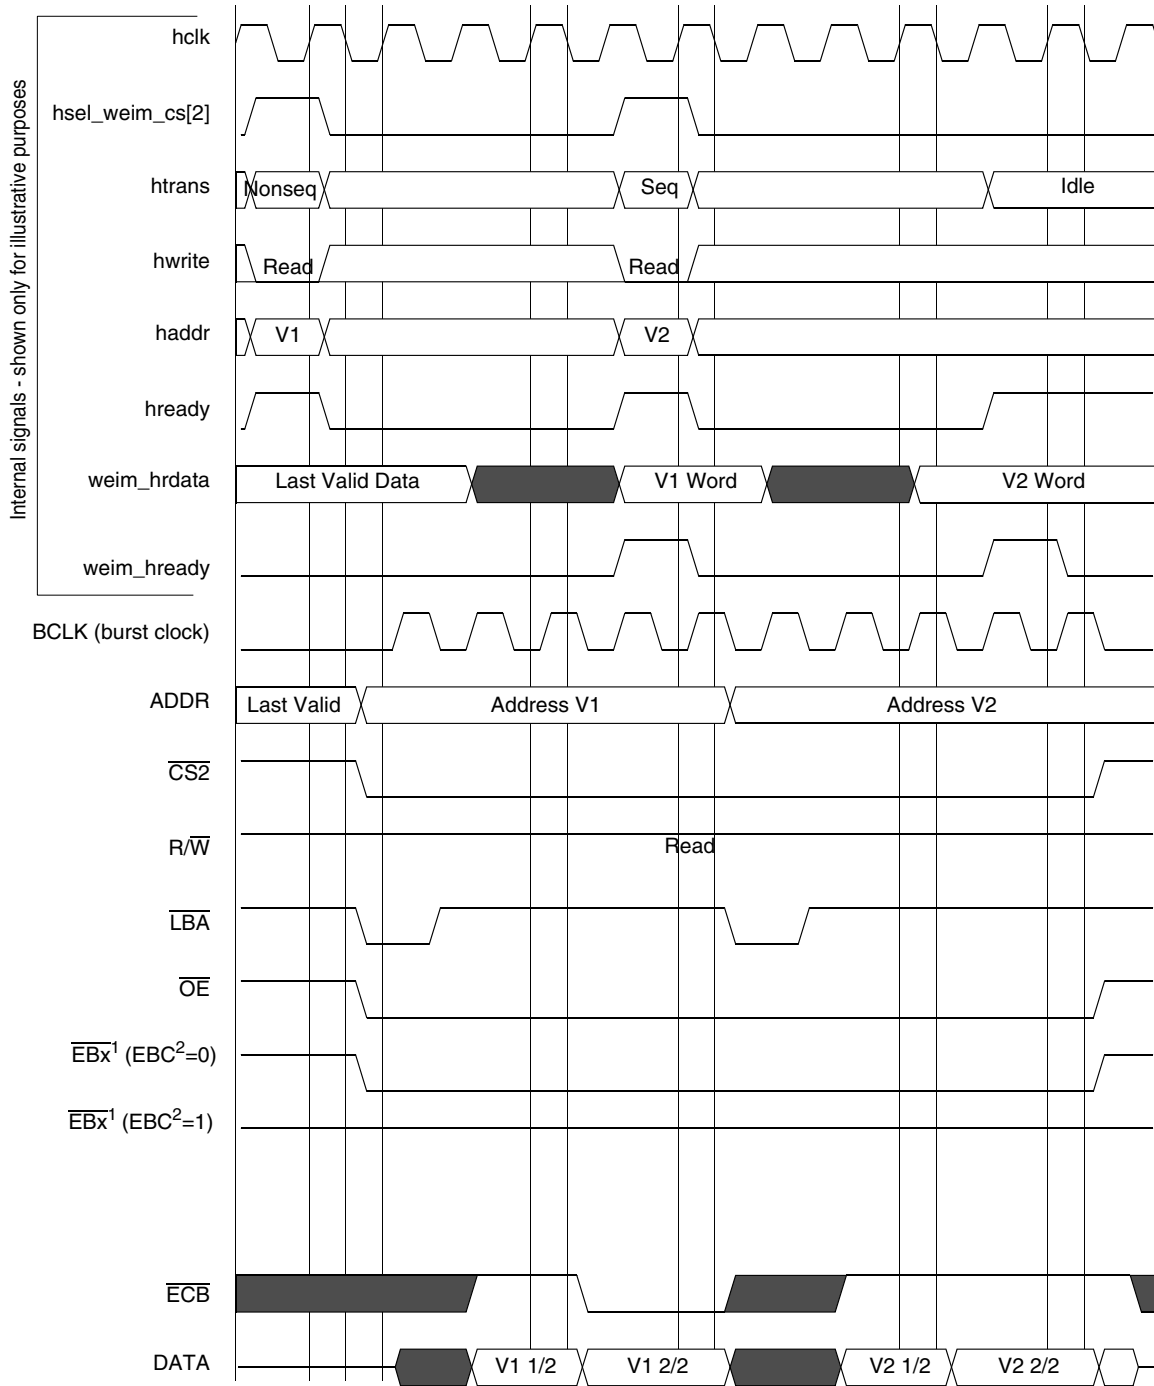 Internal signals - shown only for illustrative purposes
hclk
hsel_weim_cs[2]
htrans Nonseq Seq Idle
hwrite Read Read
haddr V1 V2
hready
weim_hrdata Last Valid Data V1 Word V2 Word
weim_hready
BCLK (burst clock)
ADDR Last Valid Address V1 Address V2
CS2
R/W Read
LBA
OE
EBx1 (EBC2=0)
EBx1 (EBC2=1)
ECB
DATA V1 1/2 V1 2/2 V2 1/2 V2 2/2